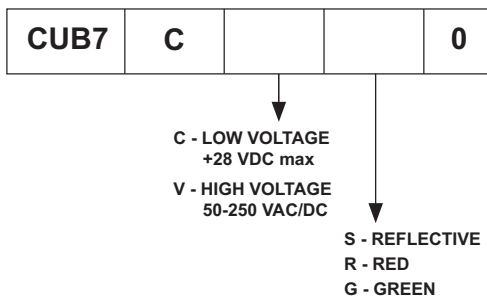 CUB7 C 0
C - LOW VOLTAGE
+28 VDC max
V - HIGH VOLTAGE
50-250 VAC/DC
S - REFLECTIVE
R - RED
G - GREEN